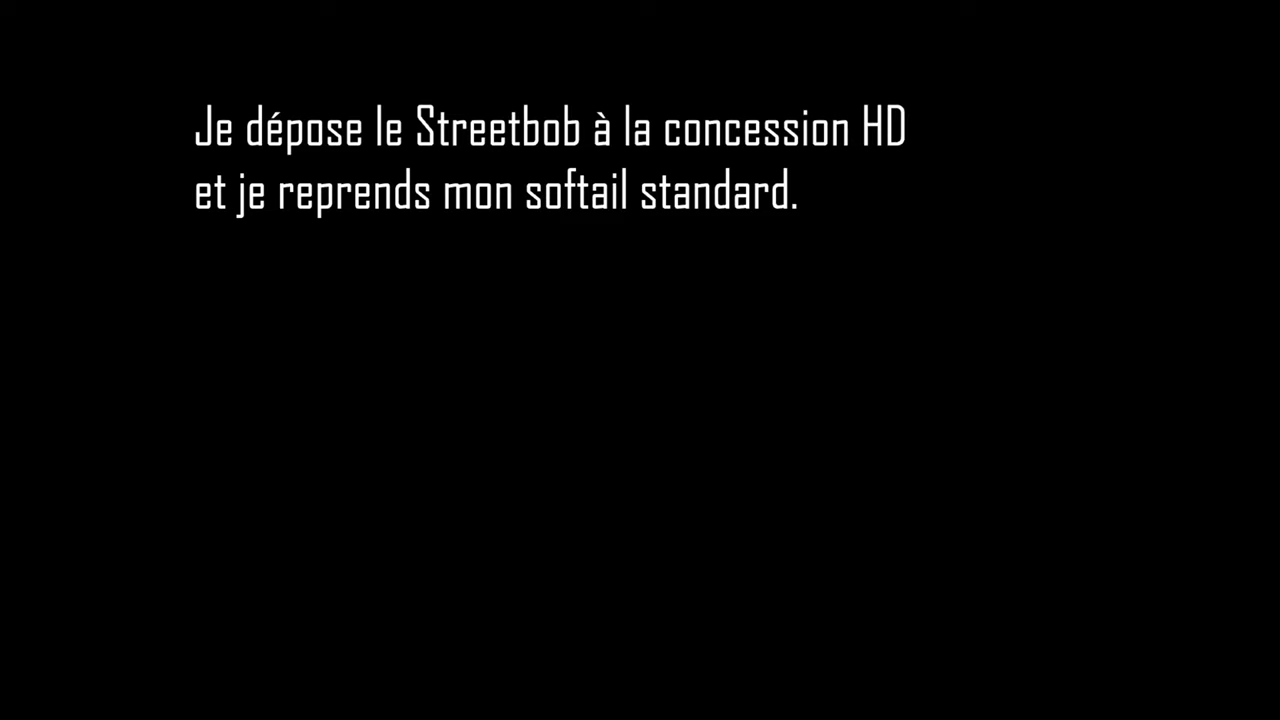 Je dépose le Streetbob à la concession HD
et je reprends mon softail standard.